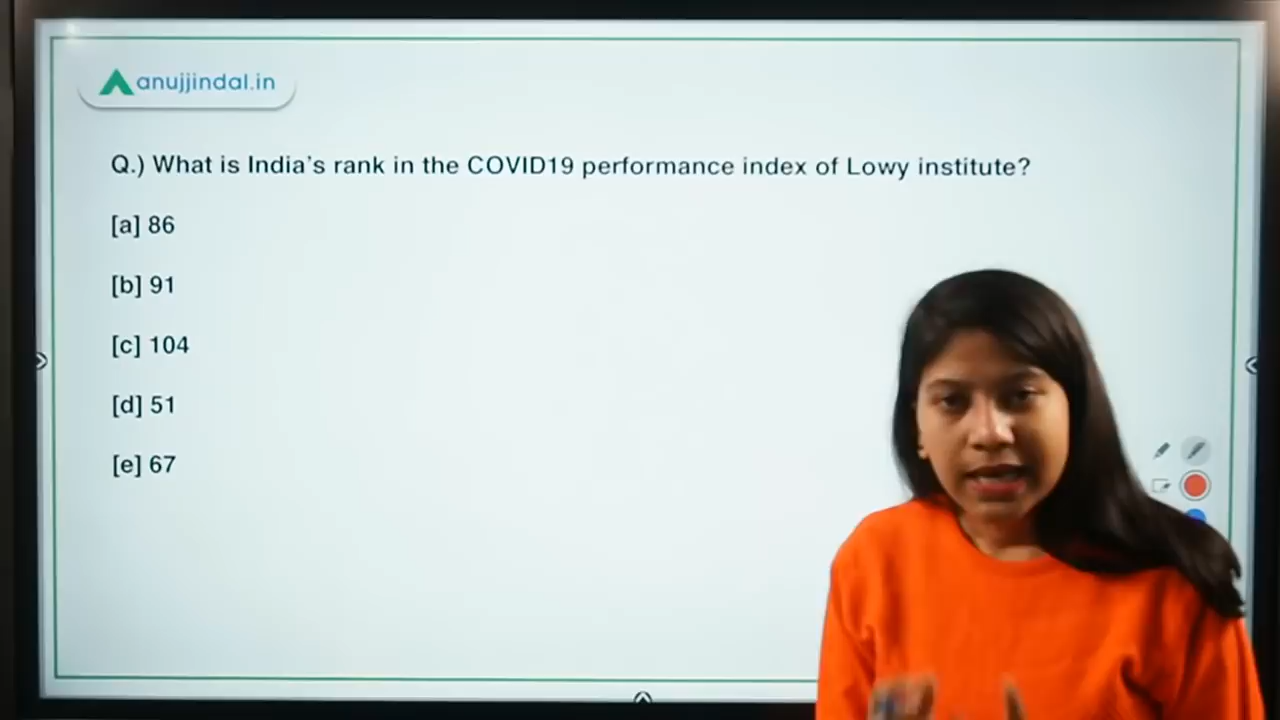 anujjindal.in
Q.) What is India's rank in the COVID19 performance index of Lowy institute?
[a] 86
[b] 91
[c] 104
[d] 51
[e] 67